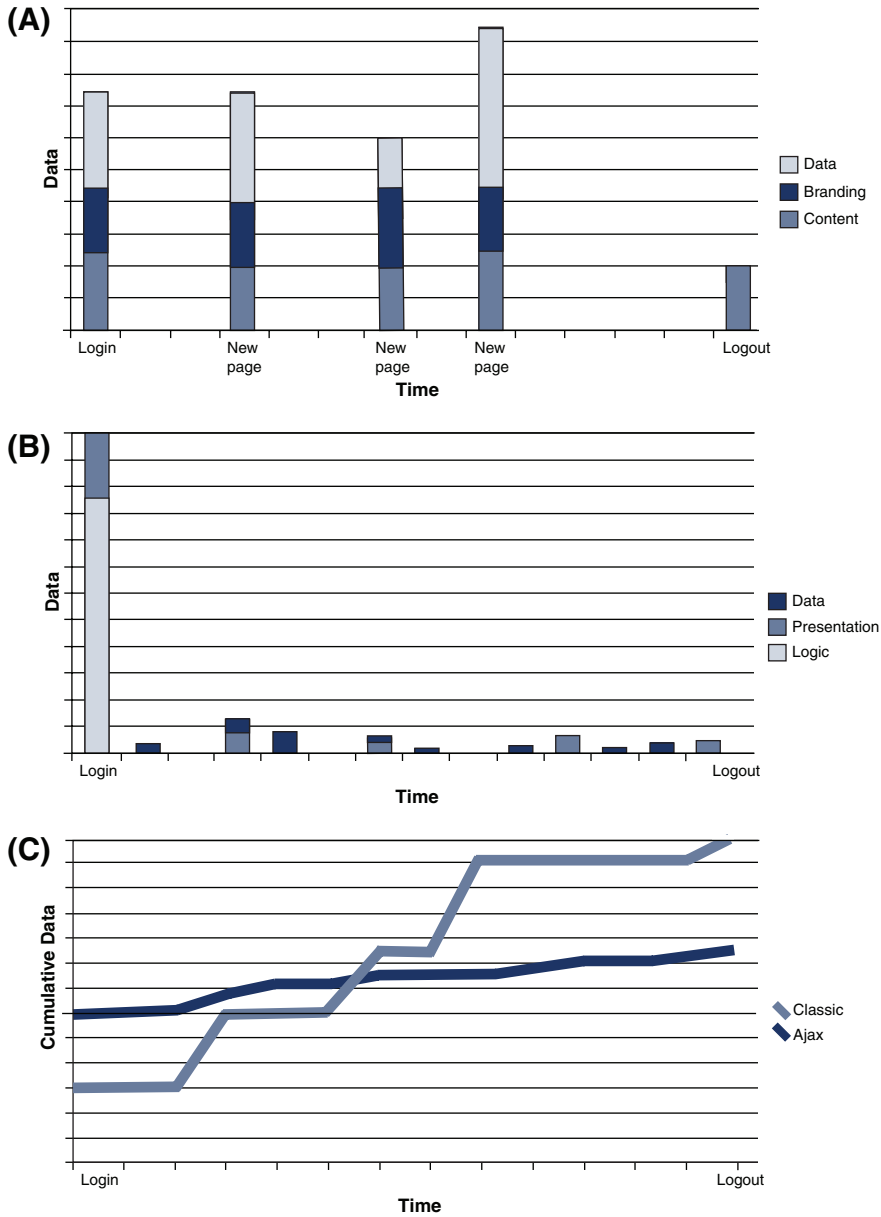 (A)
Data
Data
Branding
Content
Login
New
page
New
page
New
page
Logout
Time
(B)
Data
Data
Presentation
Logic
Login
Logout
Time
(C)
Cumulative Data
Classic
Ajax
Login
Logout
Time